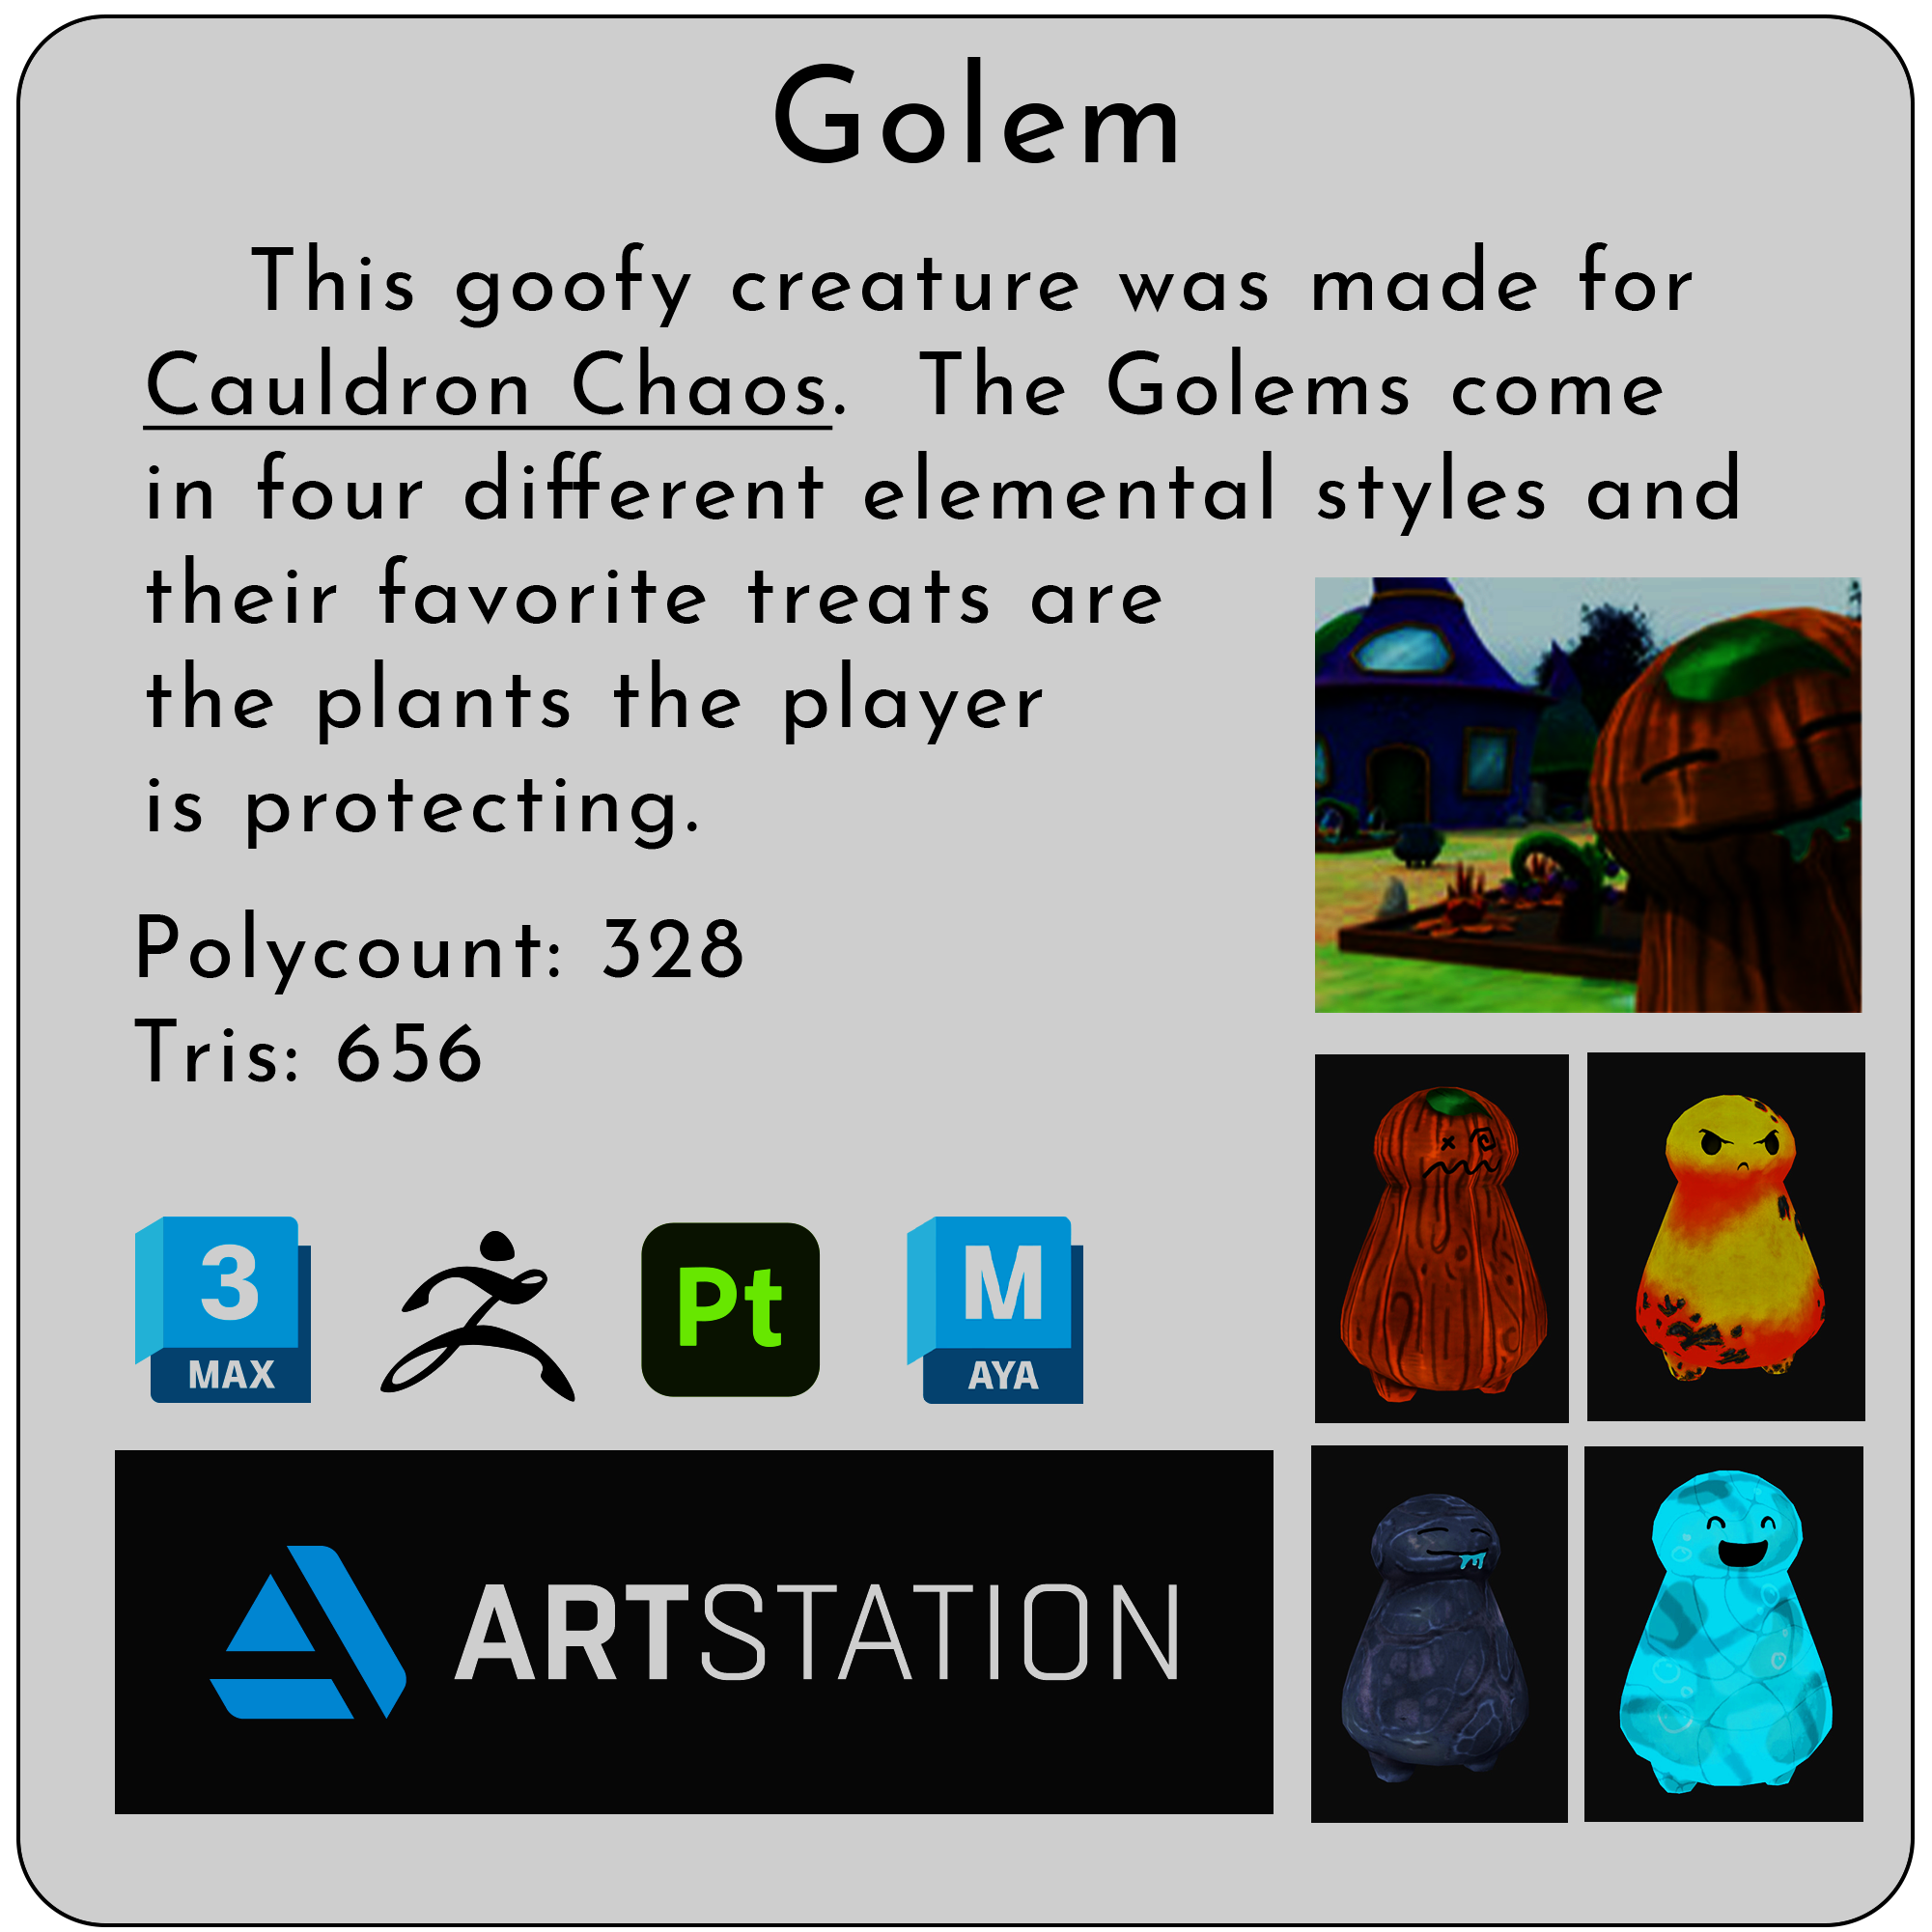 Golem
This goofy creature was made for
Cauldron Chaos. The Golems come
in four different elemental styles and
their favorite treats are
the plants the player
is protecting.
Polycount: 328
Tris: 656
3
MAX
Pt
M
AYA
ARTSTATION